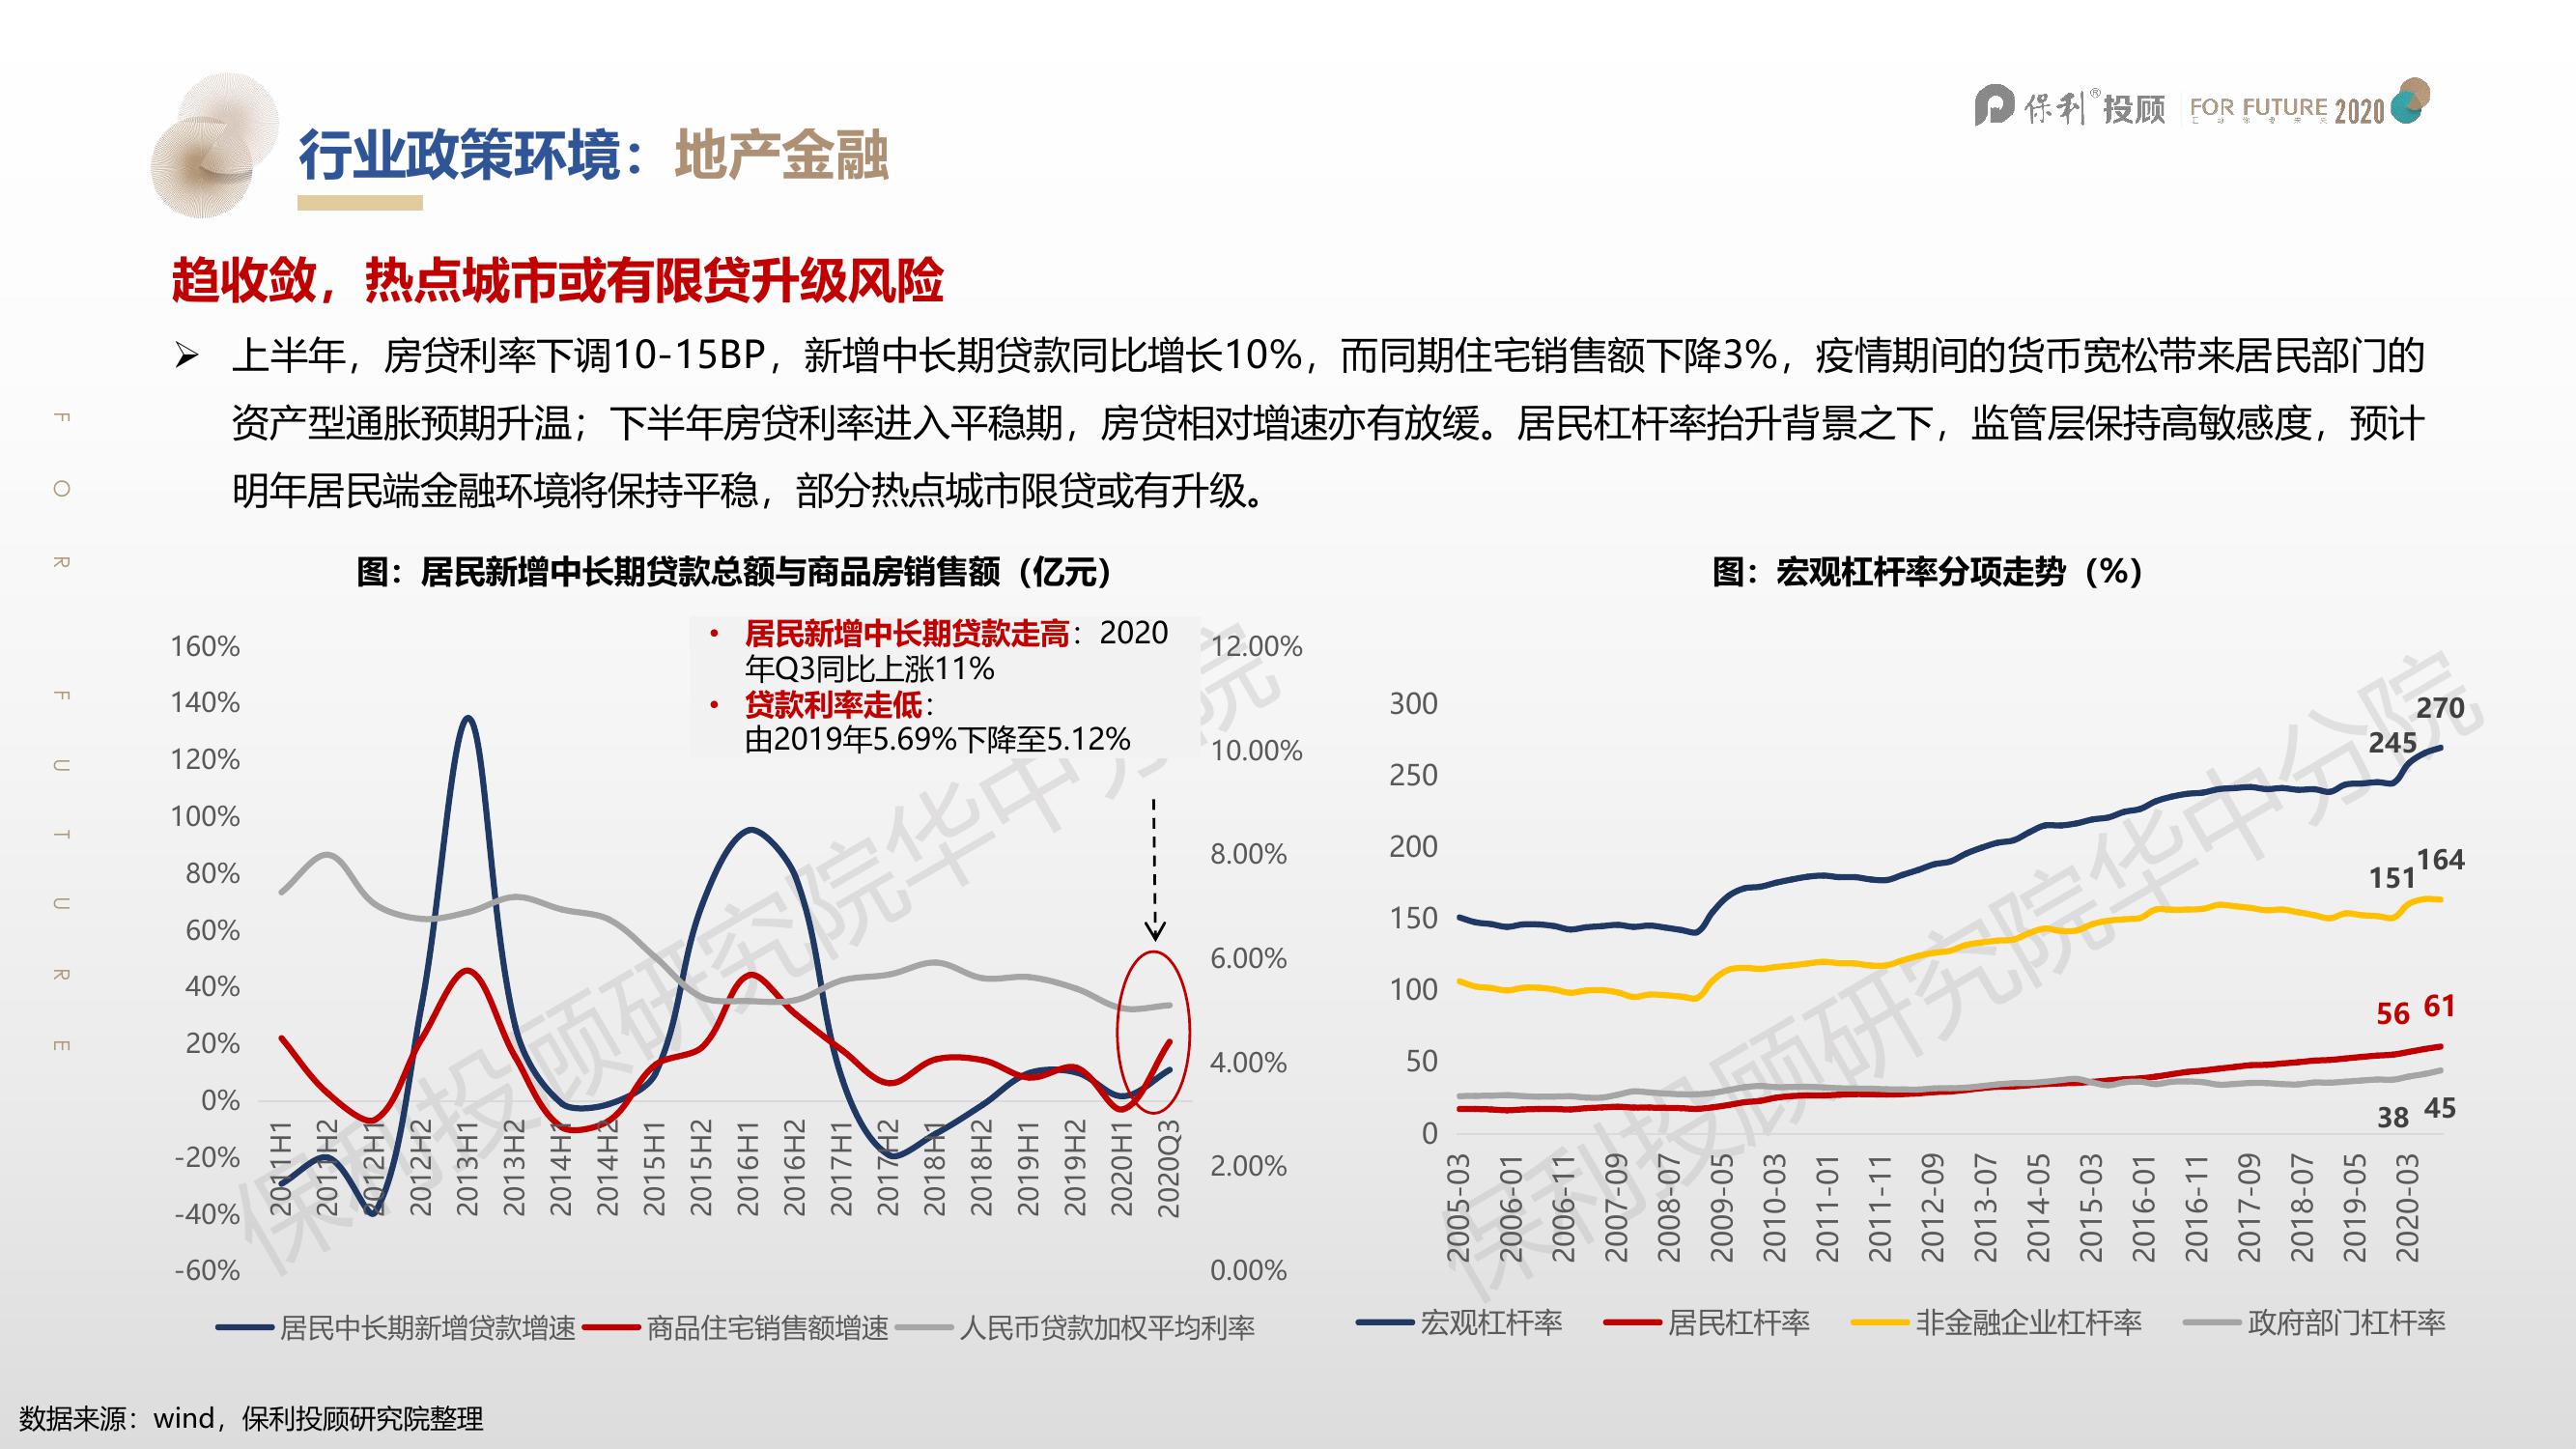 保利®投顾 FOR FUTURE 2020
行业政策环境：地产金融
趋收敛，热点城市或有限贷升级风险
上半年，房贷利率下调10-15BP，新增中长期贷款同比增长10%，而同期住宅销售额下降3%，疫情期间的货币宽松带来居民部门的
资产型通胀预期升温；下半年房贷利率进入平稳期，房贷相对增速亦有放缓。居民杠杆率抬升背景之下，监管层保持高敏感度，预计
明年居民端金融环境将保持平稳，部分热点城市限贷或有升级。
FOR FUTURE
图：居民新增中长期贷款总额与商品房销售额（亿元）
• 居民新增中长期贷款走高：2020
年Q3同比上涨11%
• 贷款利率走低：
由2019年5.69%下降至5.12%
160%
140%
120%
100%
80%
60%
40%
20%
0%
-20%
-40%
-60%
12.00%
10.00%
8.00%
6.00%
4.00%
2.00%
0.00%
2011H1
2011H2
2012H1
2012H2
2013H1
2013H2
2014H1
2014H2
2015H1
2015H2
2016H1
2016H2
2017H1
2017H2
2018H1
2018H2
2019H1
2019H2
2020H1
2020Q3
居民中长期新增贷款增速 商品住宅销售额增速 人民币贷款加权平均利率
保利投顾研究院华中分院
图：宏观杠杆率分项走势（%）
300
250
200
150
100
50
0
270
245
164
151
56 61
38 45
2005-03
2006-01
2006-11
2007-09
2008-07
2009-05
2010-03
2011-01
2011-11
2012-09
2013-07
2014-05
2015-03
2016-01
2016-11
2017-09
2018-07
2019-05
2020-03
宏观杠杆率 居民杠杆率 非金融企业杠杆率 政府部门杠杆率
保利投顾研究院华中分院
数据来源：wind，保利投顾研究院整理